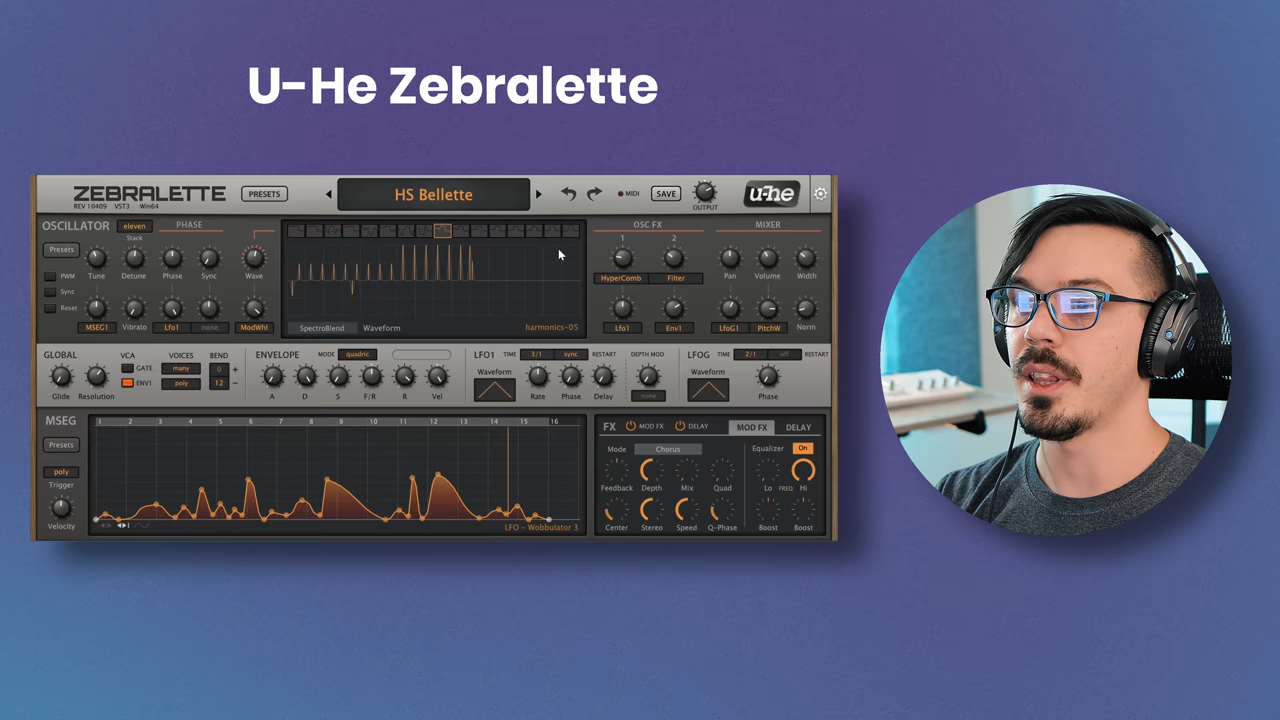 U-He Zebralette
ZEBRALETTE
REV 10409 VST3 Win64
PRESETS
HS Bellette
MIDI
SAVE
OUTPUT
u-he
OSCILLATOR
eleven
Stack
PHASE
Presets
Tune
Detune
Phase
Sync
Wave
PWM
Sync
Reset
MSEG1
Vibrato
Lfo1
none
ModWhl
SpectroBlend
Waveform
harmonics-05
OSC FX
1
2
HyperComb
Filter
Lfo1
Env1
MIXER
Pan
Volume
Width
LfoG1
PitchW
Norm
GLOBAL
Glide
Resolution
VCA
GATE
ENV1
VOICES
many
poly
BEND
0
+
12
−
ENVELOPE
MODE
quadric
A
D
S
F/R
R
Vel
LFO1
TIME
3/1
sync
RESTART
Waveform
Rate
Phase
Delay
DEPTH MOD
none
LFOG
TIME
2/1
off
RESTART
Waveform
Phase
MSEG
Presets
poly
Trigger
Velocity
1 2 3 4 5 6 7 8 9 10 11 12 13 14 15 16
LFO - Wobbulator 3
FX
MOD FX
DELAY
MOD FX
DELAY
Mode
Chorus
Equalizer
On
Feedback
Depth
Mix
Quad
Lo
FREQ
Hi
Center
Stereo
Speed
Q-Phase
Boost
Boost